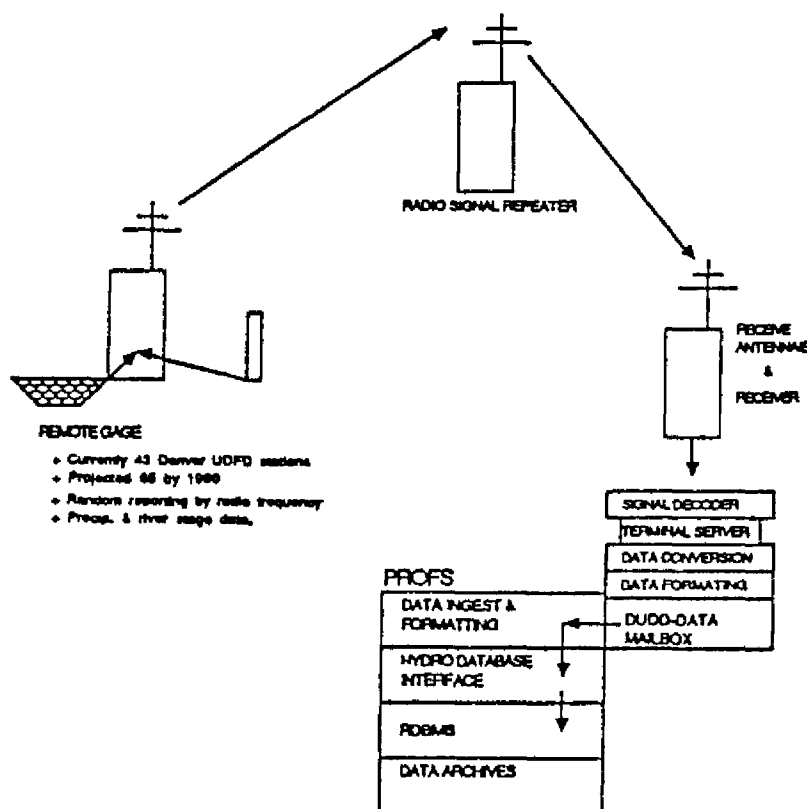 RADIO SIGNAL REPEATER
RECEIVE
ANTENNAE
&
RECEIVER
REMOTE GAGE
+ Currently 43 Denver UDFD stations
+ Projected 65 by 1990
+ Random reporting by radio frequency
+ Precip. & river stage data.
SIGNAL DECODER
TERMINAL SERVER
DATA CONVERSION
DATA FORMATING
DUDD-DATA
MAILBOX
PROFS
DATA INGEST &
FORMATTING
HYDRO DATABASE
INTERFACE
RDBMS
DATA ARCHIVES